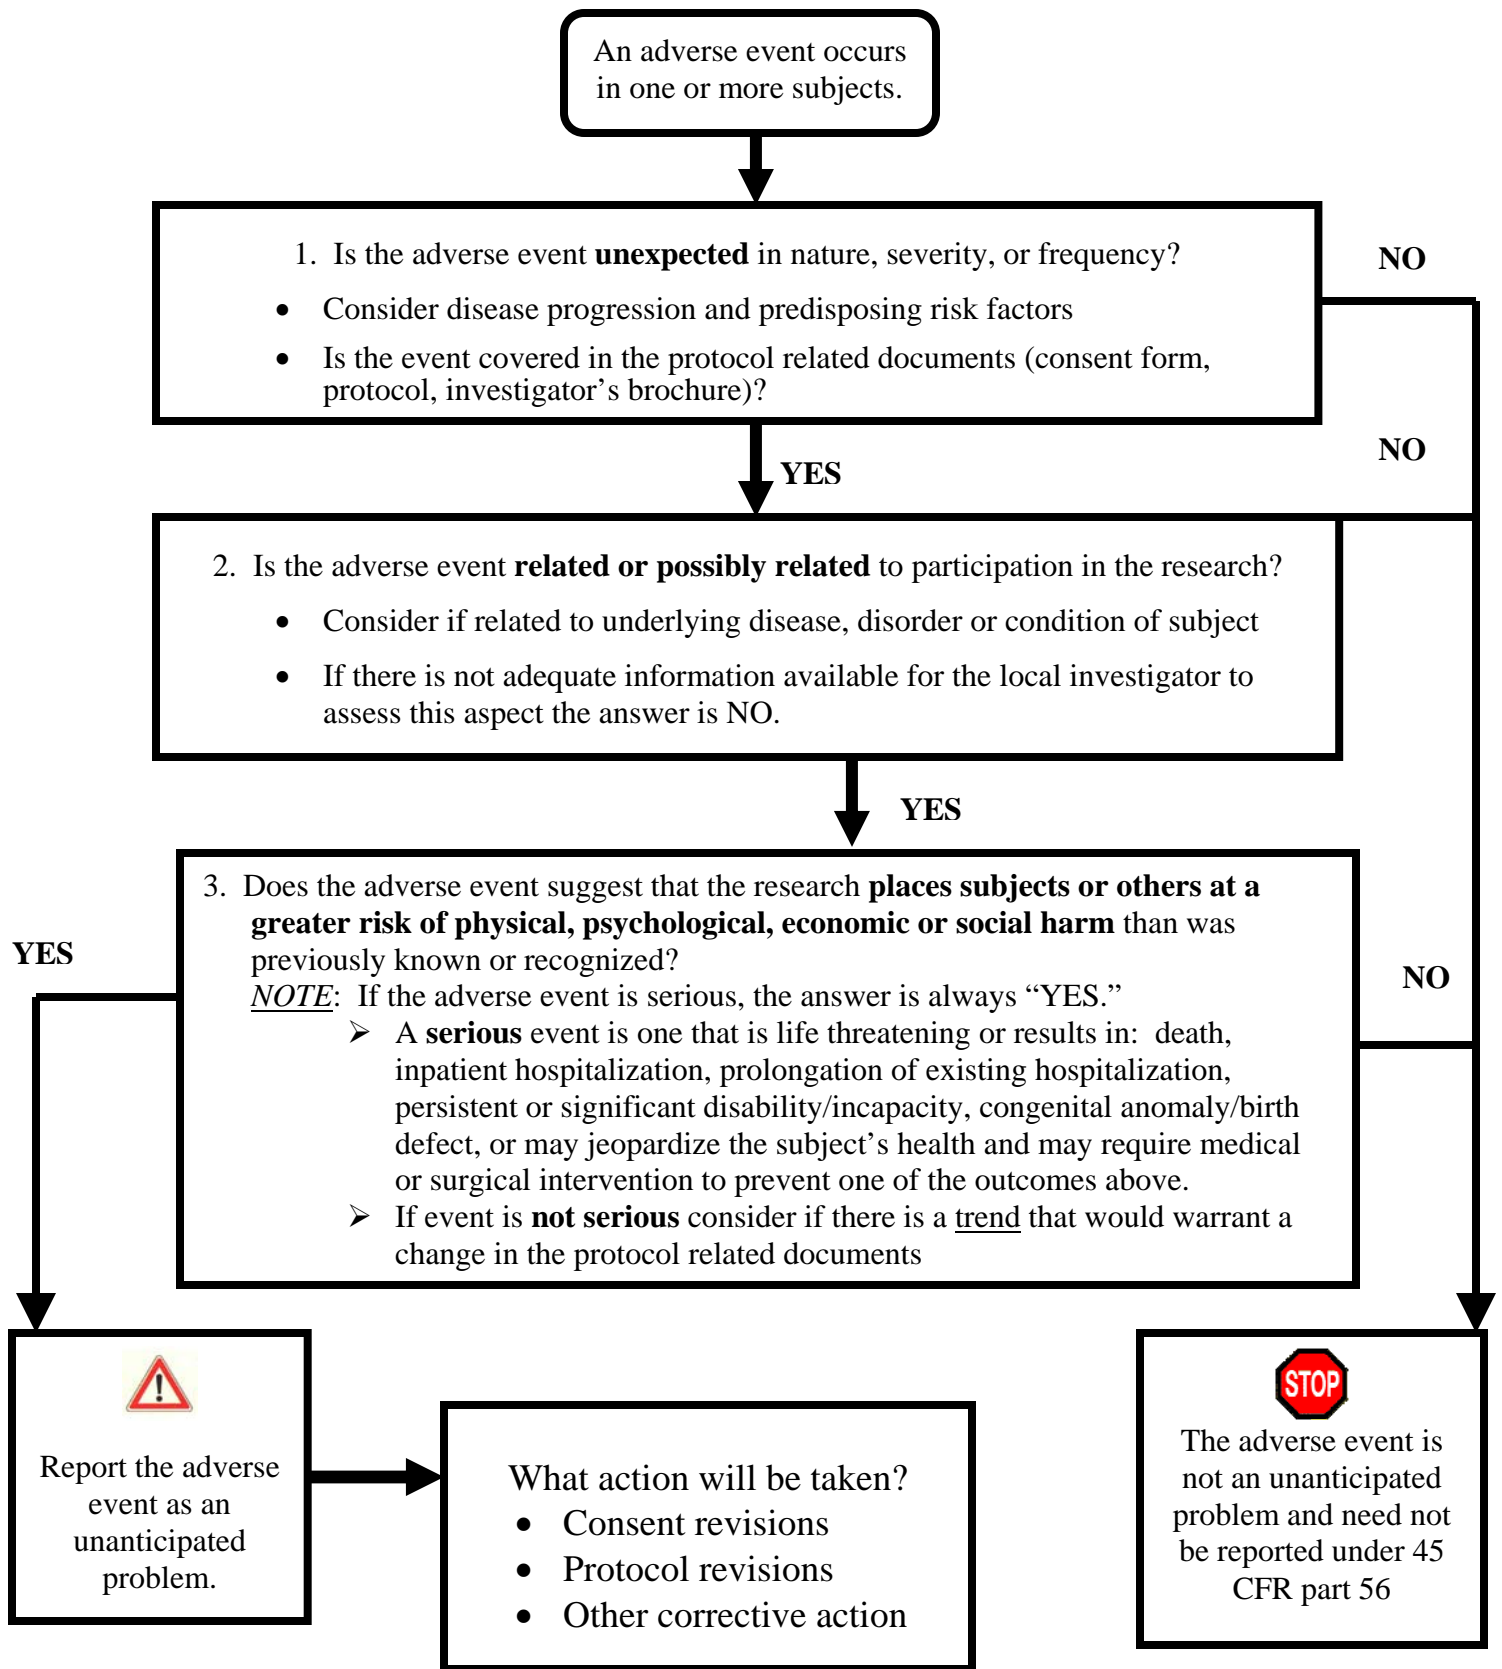 An adverse event occurs
in one or more subjects.
1. Is the adverse event unexpected in nature, severity, or frequency?
• Consider disease progression and predisposing risk factors
• Is the event covered in the protocol related documents (consent form,
protocol, investigator’s brochure)?
NO
YES
NO
2. Is the adverse event related or possibly related to participation in the research?
• Consider if related to underlying disease, disorder or condition of subject
• If there is not adequate information available for the local investigator to
assess this aspect the answer is NO.
YES
3. Does the adverse event suggest that the research places subjects or others at a
greater risk of physical, psychological, economic or social harm than was
previously known or recognized?
NOTE: If the adverse event is serious, the answer is always “YES.”
➢ A serious event is one that is life threatening or results in: death,
inpatient hospitalization, prolongation of existing hospitalization,
persistent or significant disability/incapacity, congenital anomaly/birth
defect, or may jeopardize the subject’s health and may require medical
or surgical intervention to prevent one of the outcomes above.
➢ If event is not serious consider if there is a trend that would warrant a
change in the protocol related documents
YES
NO
Report the adverse
event as an
unanticipated
problem.
What action will be taken?
• Consent revisions
• Protocol revisions
• Other corrective action
STOP
The adverse event is
not an unanticipated
problem and need not
be reported under 45
CFR part 56